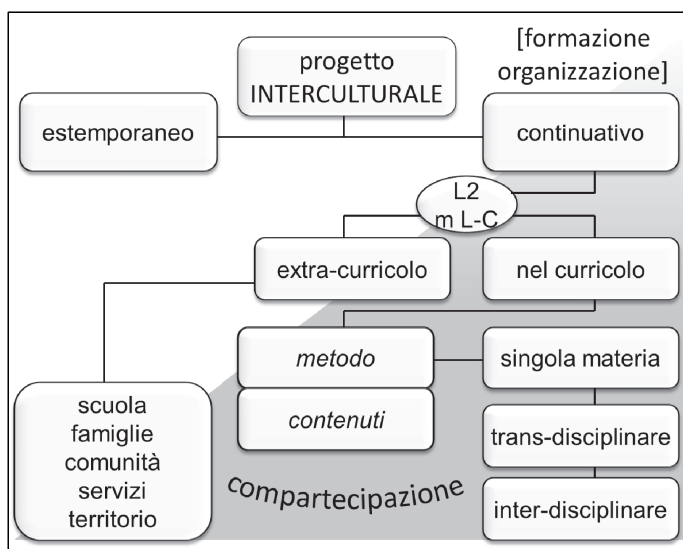 [formazione
organizzazione]
progetto
INTERCULTURALE
estemporaneo
continuativo
L2
m L-C
extra-curricolo
nel curricolo
metodo
singola materia
contenuti
scuola
famiglie
comunità
servizi
territorio
trans-disciplinare
compartecipazione
inter-disciplinare